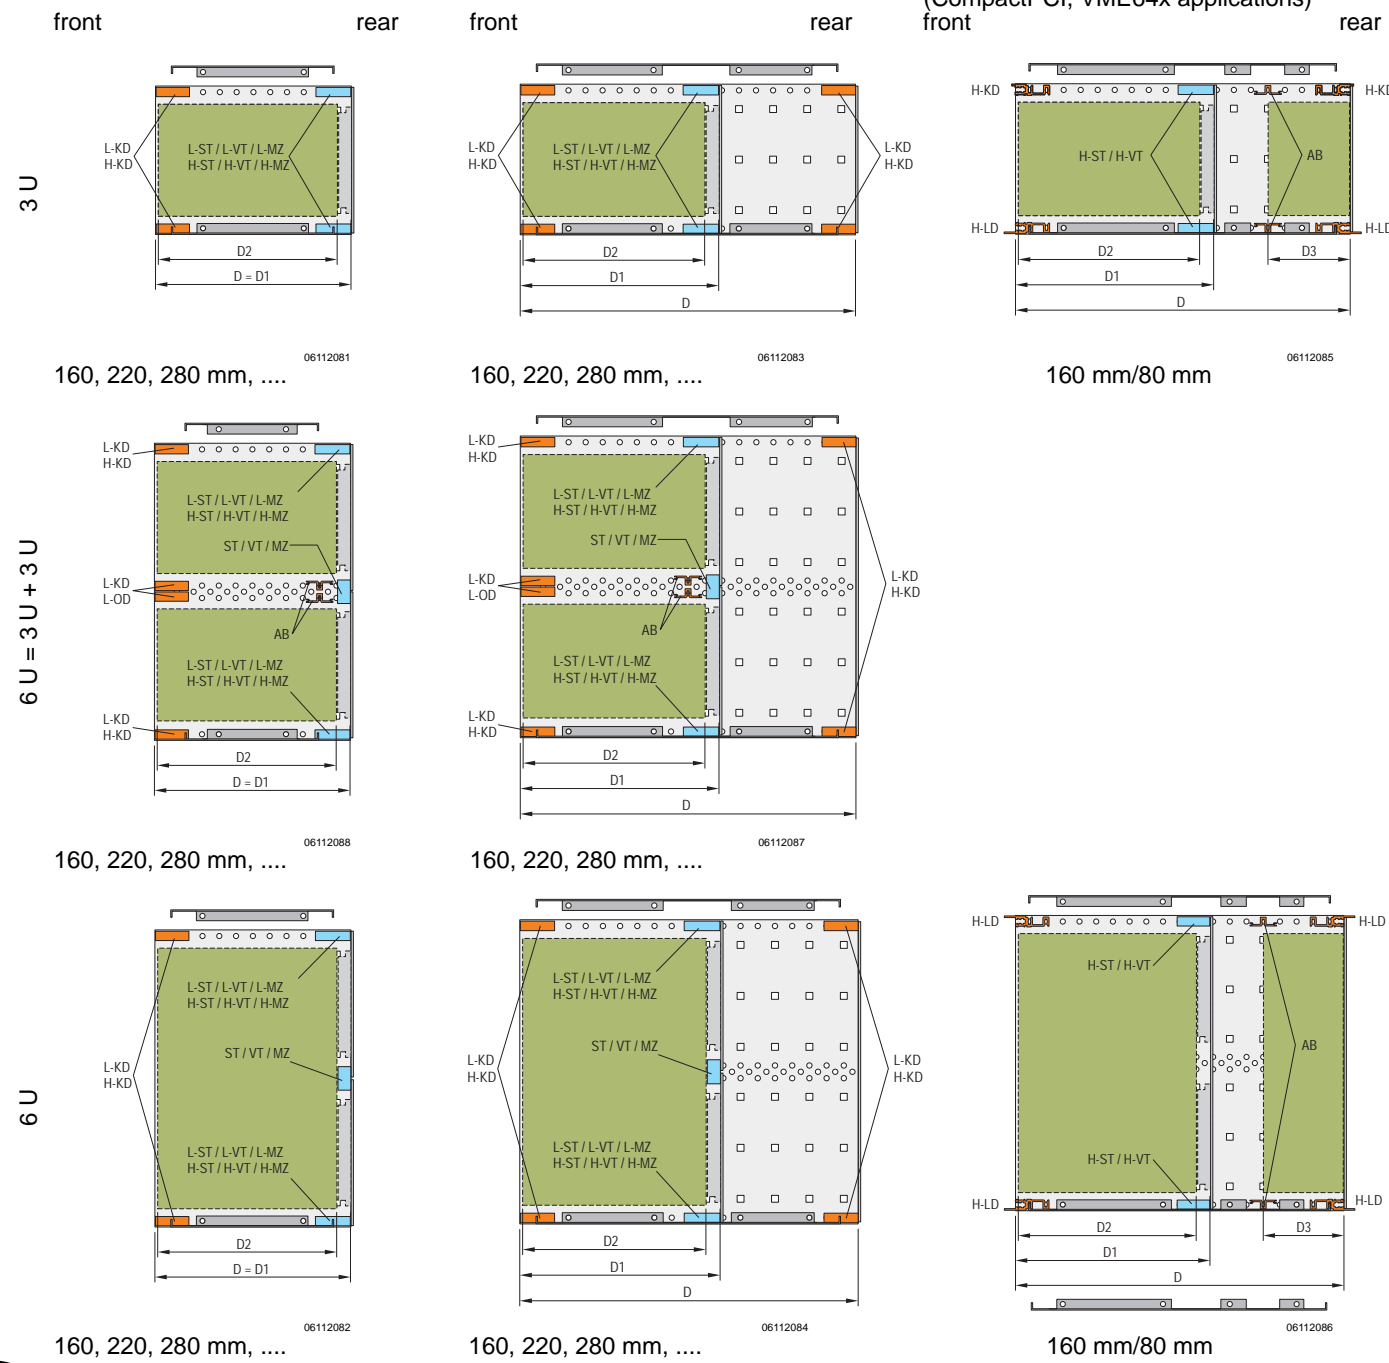 (CompactPCI, VME64x applications)
front rear front rear front rear
3 U
L-KD
H-KD
L-ST / L-VT / L-MZ
H-ST / H-VT / H-MZ
D2
D = D1
06112081
160, 220, 280 mm, ....
L-KD
H-KD
L-ST / L-VT / L-MZ
H-ST / H-VT / H-MZ
L-KD
H-KD
D2
D1
D
06112083
160, 220, 280 mm, ....
H-KD
H-KD
H-ST / H-VT
AB
H-LD
H-LD
D2
D3
D1
D
06112085
160 mm/80 mm
6 U = 3 U + 3 U
L-KD
H-KD
L-ST / L-VT / L-MZ
H-ST / H-VT / H-MZ
ST / VT / MZ
L-KD
L-OD
AB
L-ST / L-VT / L-MZ
H-ST / H-VT / H-MZ
L-KD
H-KD
D2
D = D1
06112088
160, 220, 280 mm, ....
L-KD
H-KD
L-ST / L-VT / L-MZ
H-ST / H-VT / H-MZ
ST / VT / MZ
L-KD
L-OD
L-KD
H-KD
AB
L-ST / L-VT / L-MZ
H-ST / H-VT / H-MZ
L-KD
H-KD
D2
D1
D
06112087
160, 220, 280 mm, ....
6 U
L-ST / L-VT / L-MZ
H-ST / H-VT / H-MZ
ST / VT / MZ
L-KD
H-KD
L-ST / L-VT / L-MZ
H-ST / H-VT / H-MZ
D2
D = D1
06112082
160, 220, 280 mm, ....
L-ST / L-VT / L-MZ
H-ST / H-VT / H-MZ
ST / VT / MZ
L-KD
H-KD
L-KD
H-KD
L-ST / L-VT / L-MZ
H-ST / H-VT / H-MZ
D2
D1
D
06112084
160, 220, 280 mm, ....
H-LD
H-LD
H-ST / H-VT
AB
H-ST / H-VT
H-LD
H-LD
D2
D3
D1
D
06112086
160 mm/80 mm